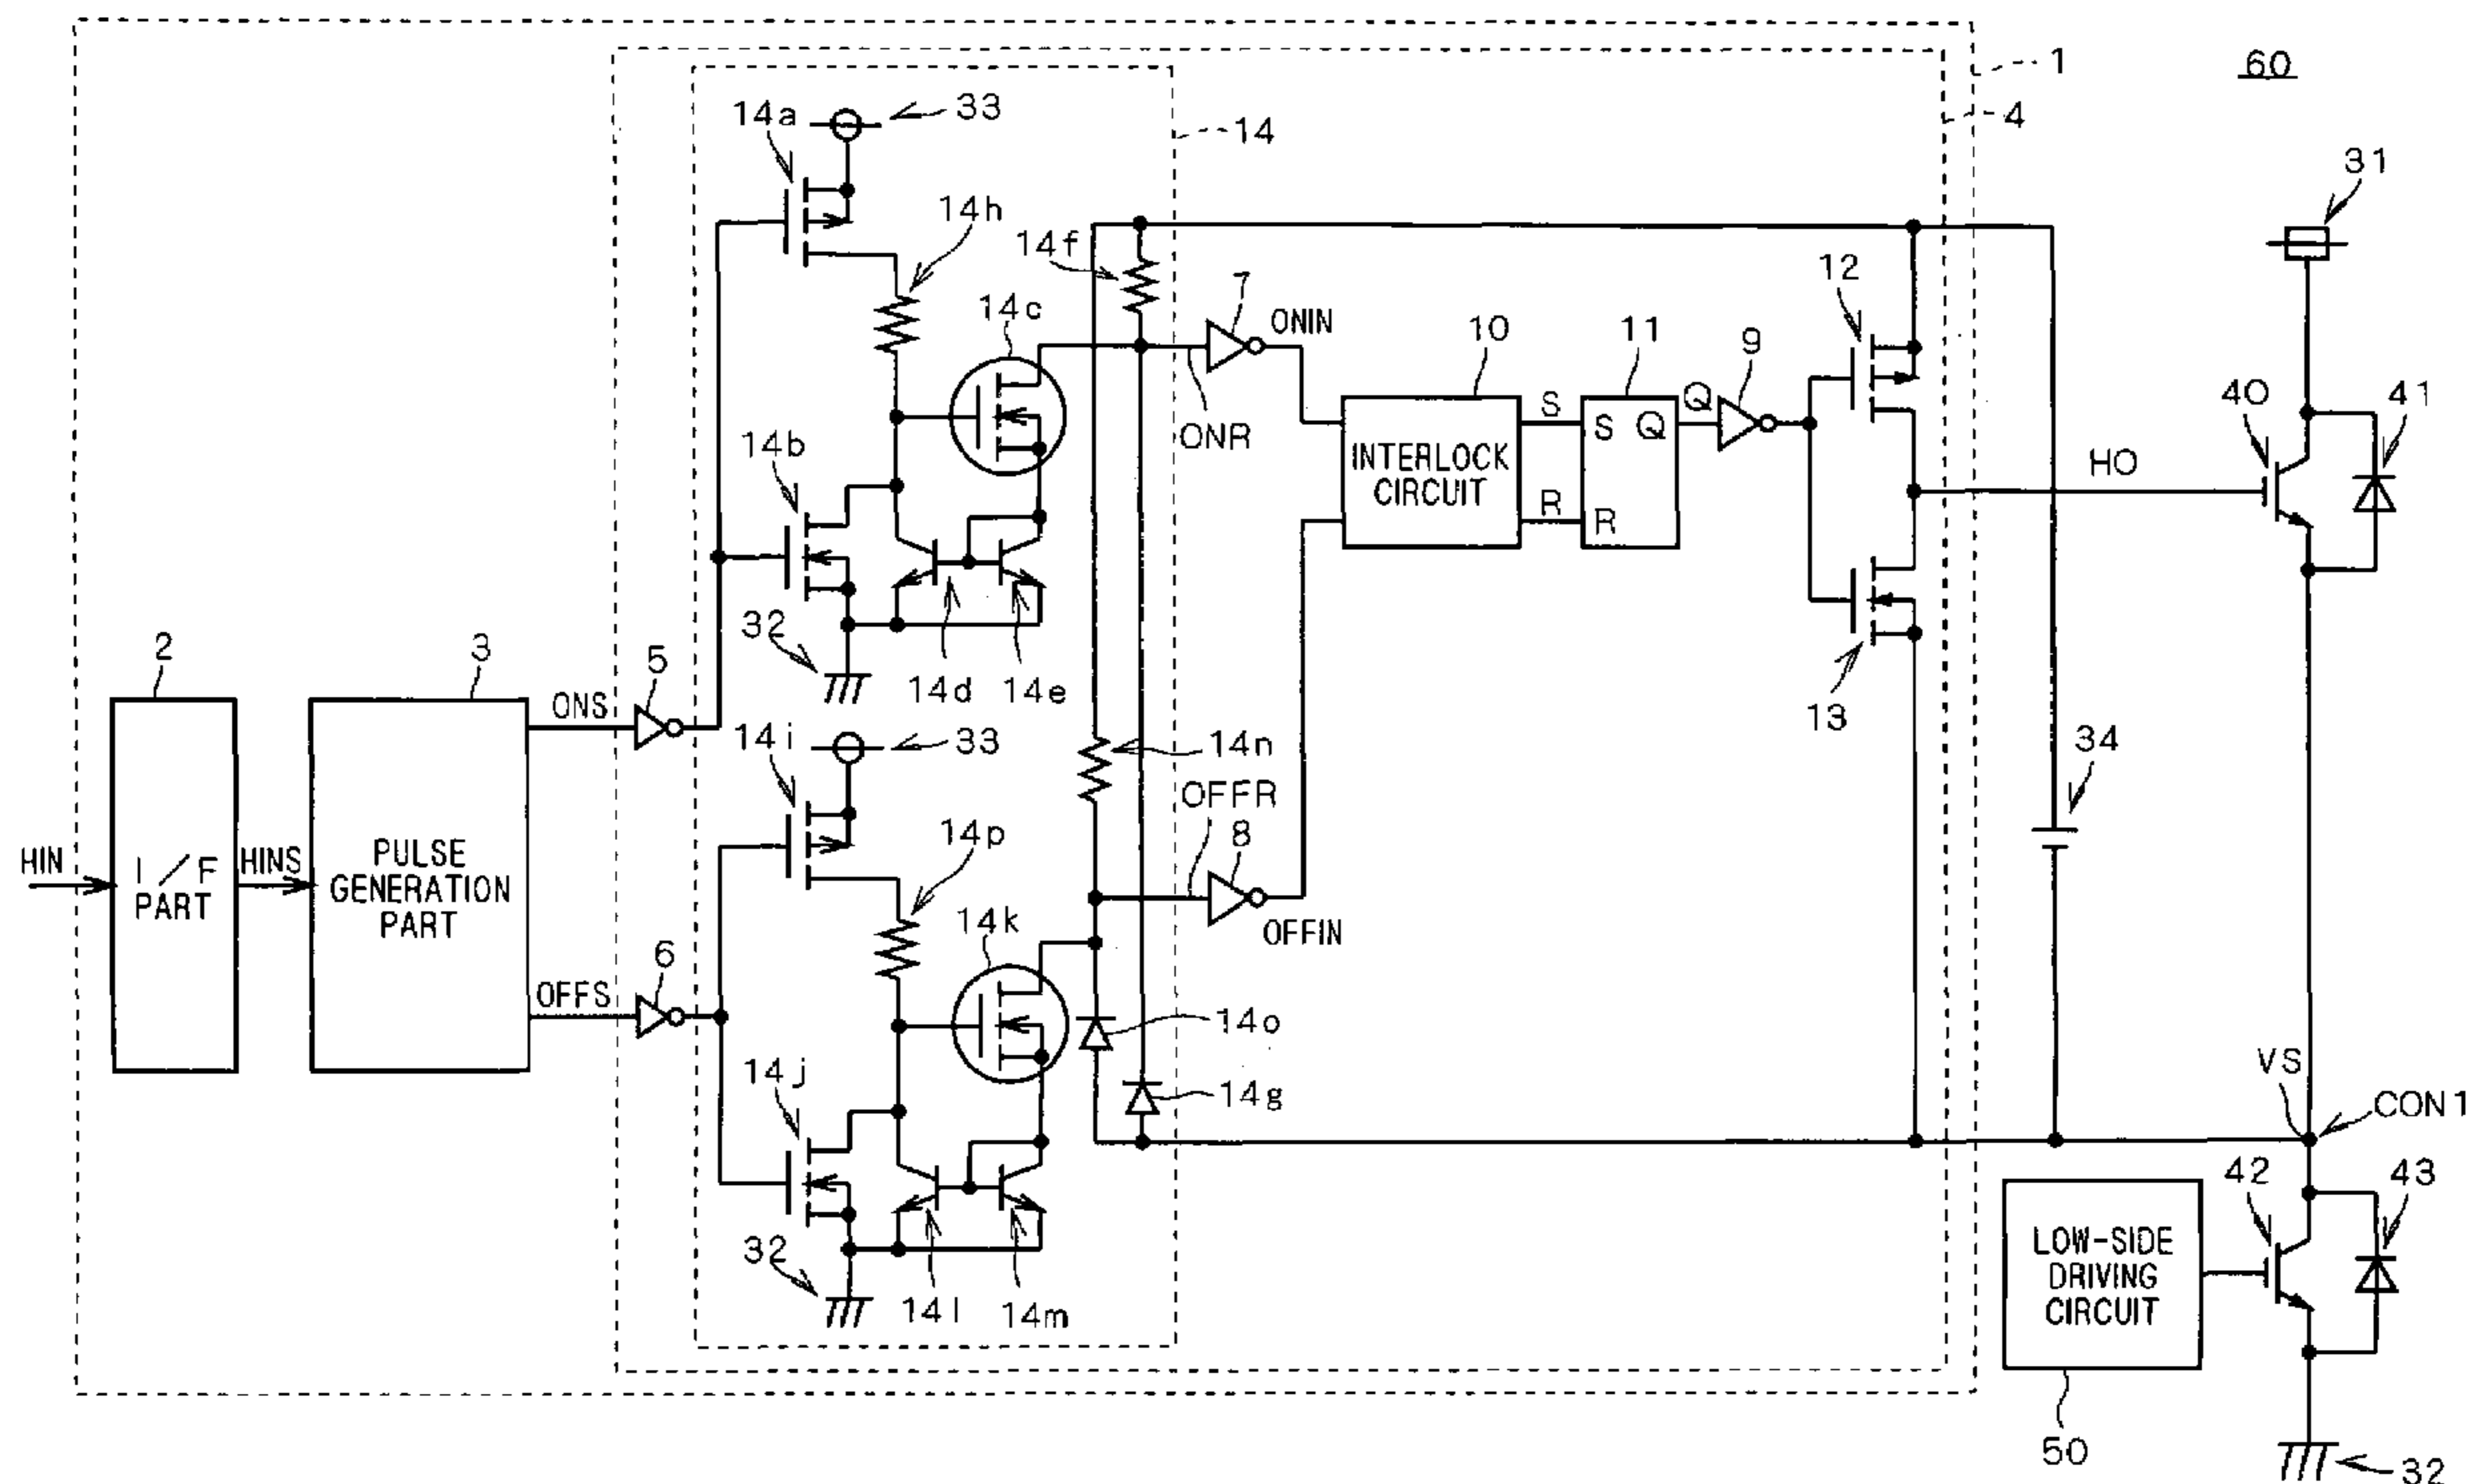 60
1
4
14
33
14a
31
14h
14f
14c
7
ONIN
ONR
10
INTERLOCK
CIRCUIT
S
R
11
S
Q
R
Q
9
12
13
HO
40
41
14b
32
14d
14e
2
I/F
PART
3
PULSE
GENERATION
PART
HIN
HINS
ONS
5
OFFS
6
14i
33
14n
OFFR
8
OFFIN
14p
14k
34
14o
14g
14j
32
14l
14m
VS
CON1
42
43
LOW-SIDE
DRIVING
CIRCUIT
50
32